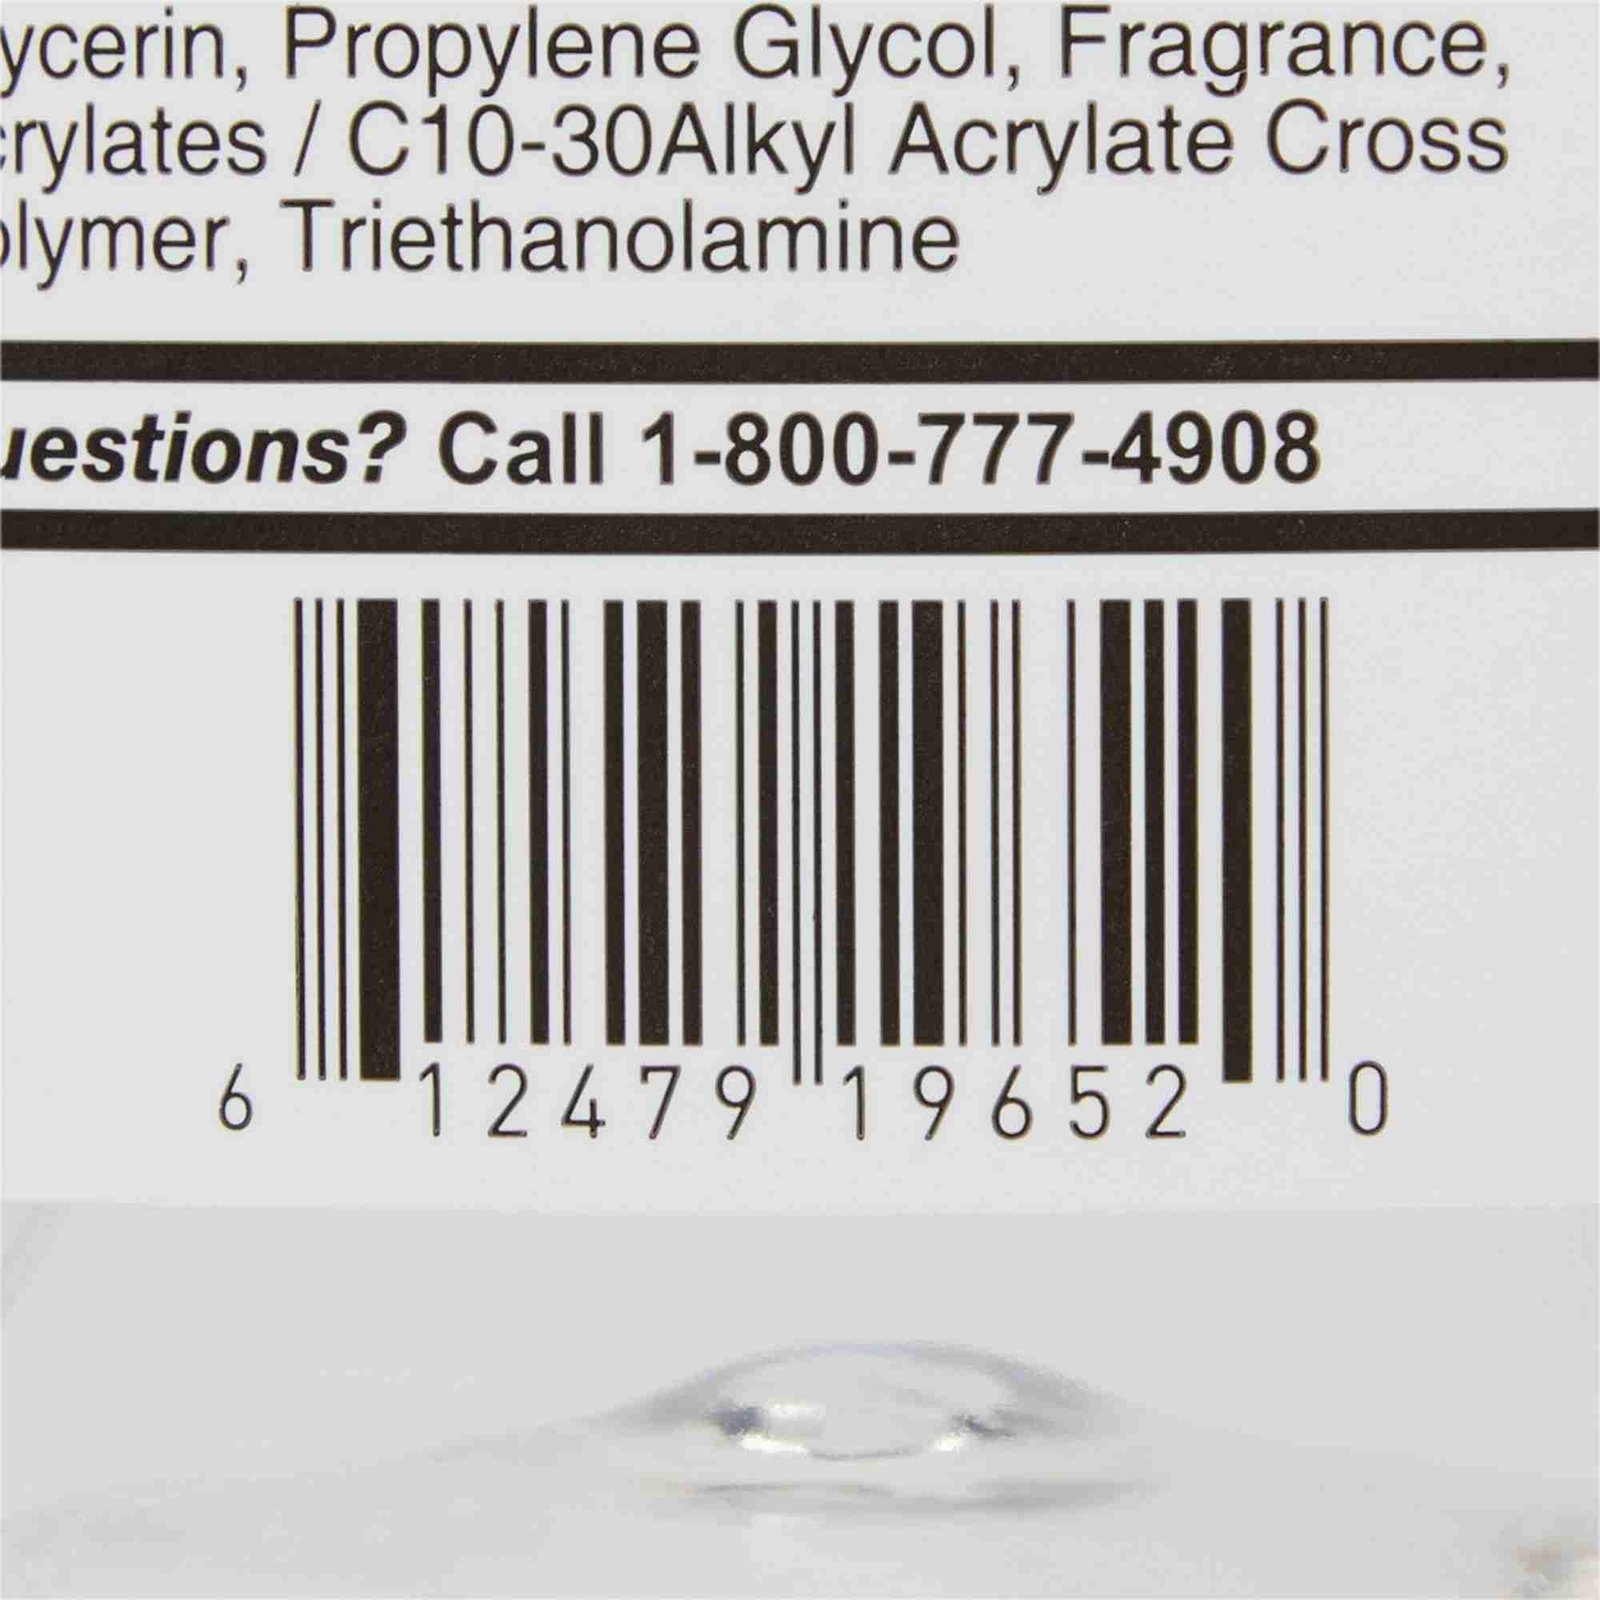 ycerin, Propylene Glycol, Fragrance,
crylates / C10-30Alkyl Acrylate Cross
olymer, Triethanolamine
uestions? Call 1-800-777-4908
6 12479 19652 0